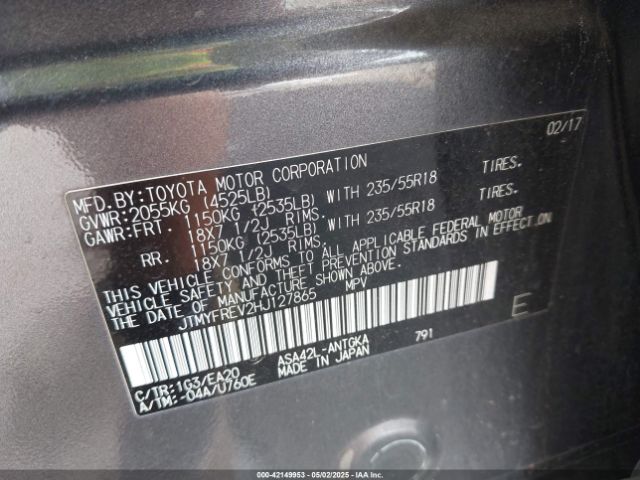 02/17
MFD. BY: TOYOTA MOTOR CORPORATION
GVWR: 2055KG (4525LB)
GAWR: FRT. 1150KG (2535LB) WITH 235/55R18 TIRES.
18X7 1/2J RIMS.
RR. 1150KG (2535LB) WITH 235/55R18 TIRES.
18X7 1/2J RIMS.
THIS VEHICLE CONFORMS TO ALL APPLICABLE FEDERAL MOTOR
VEHICLE SAFETY AND THEFT PREVENTION STANDARDS IN EFFECT ON
THE DATE OF MANUFACTURE SHOWN ABOVE.
JTMYFREV2HJ127865 MPV
E
C/TR: 1G3/EA20 ASA42L-ANTGKA 791
A/TM: -04A/U760E MADE IN JAPAN
000-42149953 - 05/02/2025 - IAA Inc.